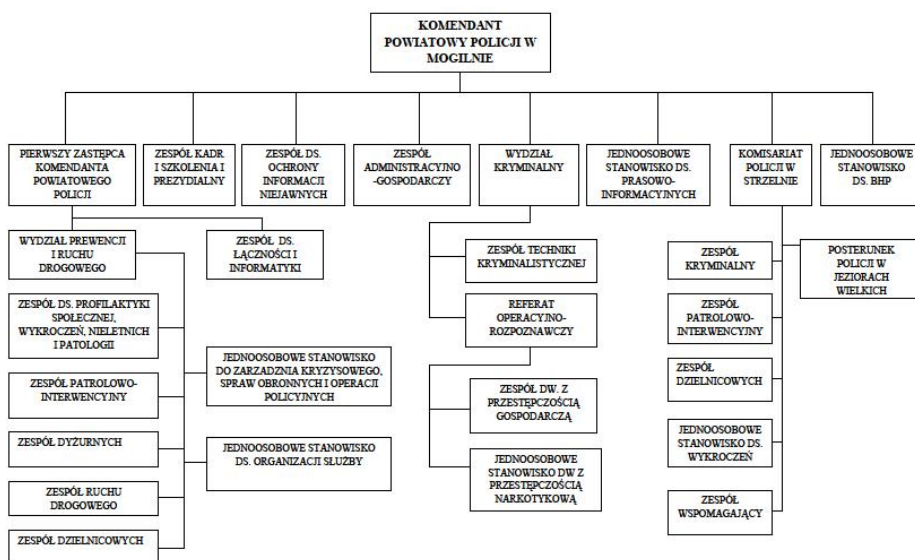 KOMENDANT
POWIATOWY POLICJI W
MOGILNIE
PIERWSZY ZASTĘPCA
KOMENDANTA
POWIATOWEGO
POLICJI
ZESPÓŁ KADR
I SZKOLENIA I
PREZYDIALNY
ZESPÓŁ DS.
OCHRONY
INFORMACJI
NIEJAWNYCH
ZESPÓŁ
ADMINISTRACYJNO
-GOSPODARCZY
WYDZIAŁ
KRYMINALNY
JEDNOOSOBOWE
STANOWISKO DS.
PRASOWO-
INFORMACYJNYCH
KOMISARIAT
POLICJI W
STRZELNIE
JEDNOOSOBOWE
STANOWISKO
DS. BHP
WYDZIAŁ PREWENCJI
I RUCHU
DROGOWEGO
ZESPÓŁ DS.
ŁĄCZNOŚCI I
INFORMATYKI
ZESPÓŁ DS. PROFILAKTYKI
SPOŁECZNEJ,
WYKROCZEŃ, NIELETNICH
I PATOLOGII
JEDNOOSOBOWE STANOWISKO
DO ZARZADZNIA KRYZYSOWEGO,
SPRAW OBRONNYCH I OPERACJI
POLICYJNYCH
ZESPÓŁ PATROLOWO-
INTERWENCYJNY
ZESPÓŁ DYŻURNYCH
JEDNOOSOBOWE STANOWISKO
DS. ORGANIZACJI SŁUŻBY
ZESPÓŁ RUCHU
DROGOWEGO
ZESPÓŁ DZIELNICOWYCH
ZESPÓŁ TECHNIKI
KRYMINALISTYCZNEJ
REFERAT
OPERACYJNO-
ROZPOZNAWCZY
ZESPÓŁ DW. Z
PRZESTĘPCZOŚCIĄ
GOSPODARCZĄ
JEDNOOSOBOWE
STANOWISKO DW Z
PRZESTĘPCZOŚCIĄ
NARKOTYKOWĄ
ZESPÓŁ
KRYMINALNY
POSTERUNEK
POLICJI W
JEZIORACH
WIELKICH
ZESPÓŁ
PATROLOWO-
INTERWENCYJNY
ZESPÓŁ
DZIELNICOWYCH
JEDNOOSOBOWE
STANOWISKO DS.
WYKROCZEŃ
ZESPÓŁ
WSPOMAGAJĄCY